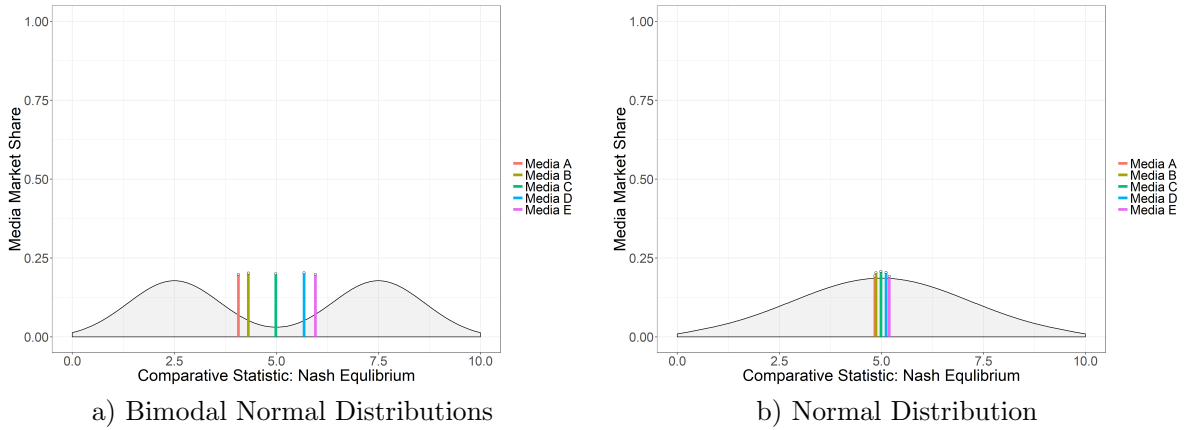 1.00
0.75
0.50
0.25
0.00
Media Market Share
0.0
2.5
5.0
7.5
10.0
Comparative Statistic: Nash Equlibrium
Media A
Media B
Media C
Media D
Media E
a) Bimodal Normal Distributions
1.00
0.75
0.50
0.25
0.00
Media Market Share
0.0
2.5
5.0
7.5
10.0
Comparative Statistic: Nash Equlibrium
Media A
Media B
Media C
Media D
Media E
b) Normal Distribution